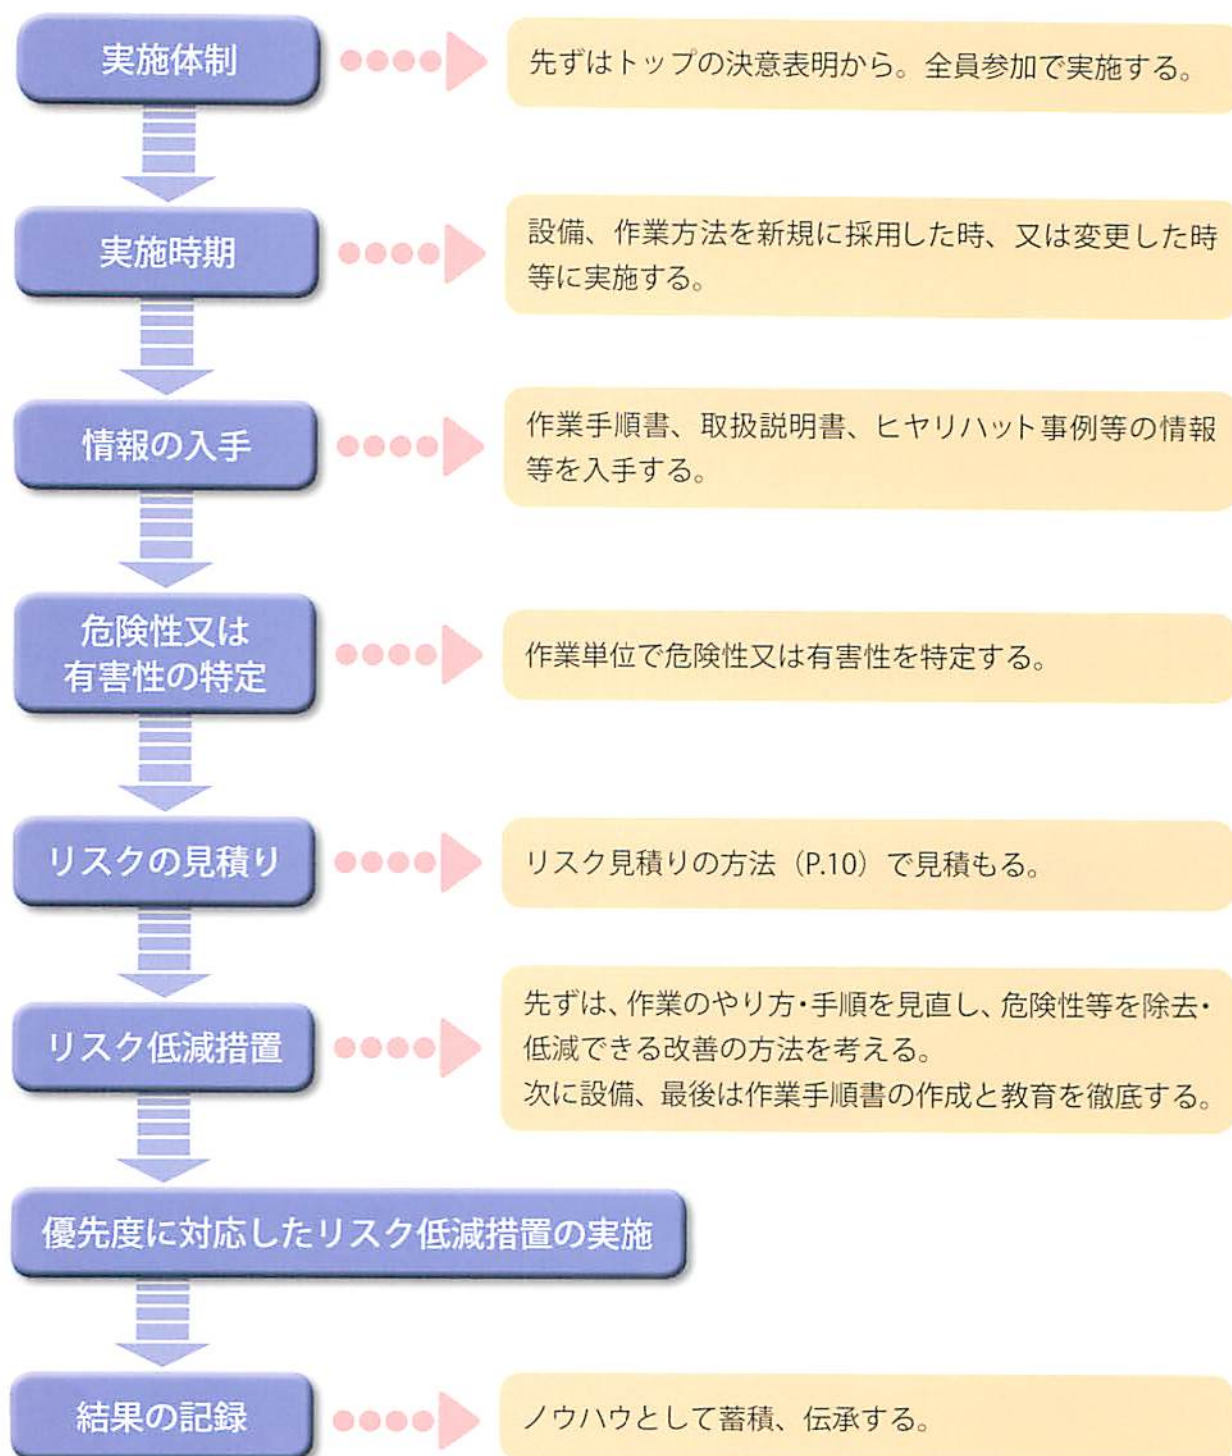 実施体制
先ずはトップの決意表明から。全員参加で実施する。
実施時期
設備、作業方法を新規に採用した時、又は変更した時
等に実施する。
情報の入手
作業手順書、取扱説明書、ヒヤリハット事例等の情報
等を入手する。
危険性又は
有害性の特定
作業単位で危険性又は有害性を特定する。
リスクの見積り
リスク見積りの方法（P.10）で見積もる。
リスク低減措置
先ずは、作業のやり方・手順を見直し、危険性等を除去・
低減できる改善の方法を考える。
次に設備、最後は作業手順書の作成と教育を徹底する。
優先度に対応したリスク低減措置の実施
結果の記録
ノウハウとして蓄積、伝承する。